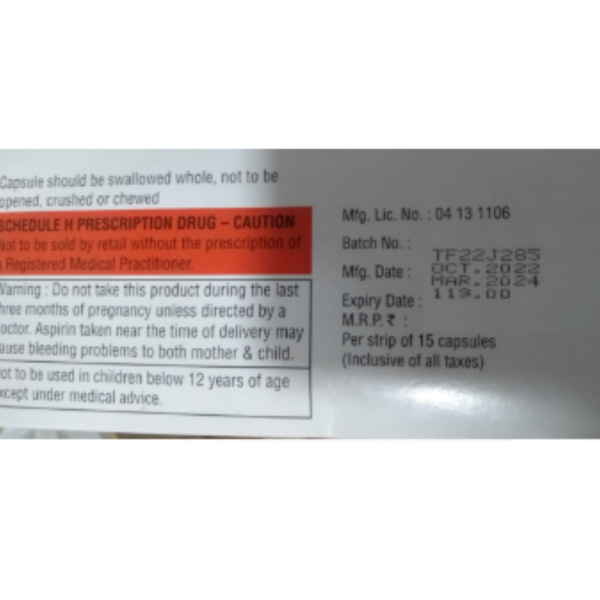 Capsule should be swallowed whole, not to be
opened, crushed or chewed
SCHEDULE H PRESCRIPTION DRUG – CAUTION
Not to be sold by retail without the prescription of
a Registered Medical Practitioner.
Warning : Do not take this product during the last
three months of pregnancy unless directed by a
doctor. Aspirin taken near the time of delivery may
cause bleeding problems to both mother & child.
Not to be used in children below 12 years of age
except under medical advice.
Mfg. Lic. No. : 04 13 1106
Batch No. : TF22J285
Mfg. Date : OCT.2022
Expiry Date : MAR.2024
M.R.P. ₹ : 119.00
Per strip of 15 capsules
(Inclusive of all taxes)